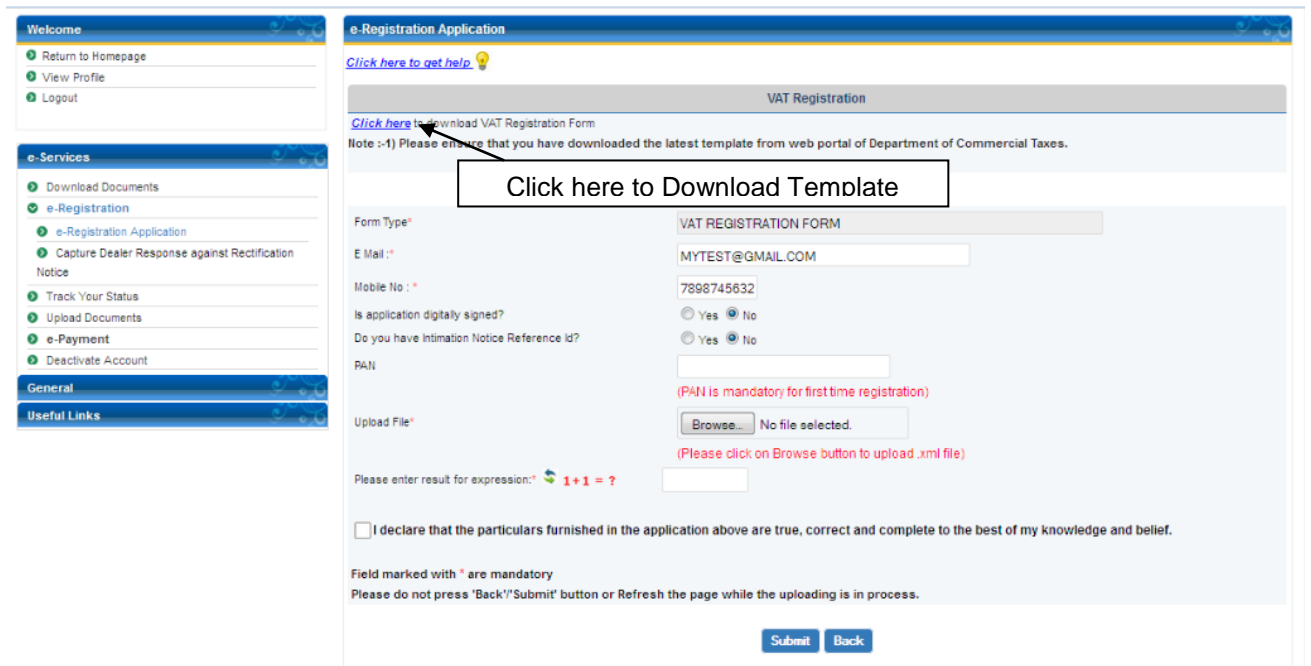 Welcome
Return to Homepage
View Profile
Logout
e-Services
Download Documents
e-Registration
e-Registration Application
Capture Dealer Response against Rectification
Notice
Track Your Status
Upload Documents
e-Payment
Deactivate Account
General
Useful Links
e-Registration Application
Click here to get help
VAT Registration
Click here to download VAT Registration Form
Note :-1) Please ensure that you have downloaded the latest template from web portal of Department of Commercial Taxes.
Click here to Download Template
Form Type* VAT REGISTRATION FORM
E Mail :* MYTEST@GMAIL.COM
Mobile No : * 7898745632
Is application digitally signed? Yes No
Do you have Intimation Notice Reference Id? Yes No
PAN
(PAN is mandatory for first time registration)
Upload File* Browse... No file selected.
(Please click on Browse button to upload .xml file)
Please enter result for expression:* 1+1 = ?
I declare that the particulars furnished in the application above are true, correct and complete to the best of my knowledge and belief.
Field marked with * are mandatory
Please do not press 'Back'/'Submit' button or Refresh the page while the uploading is in process.
Submit Back